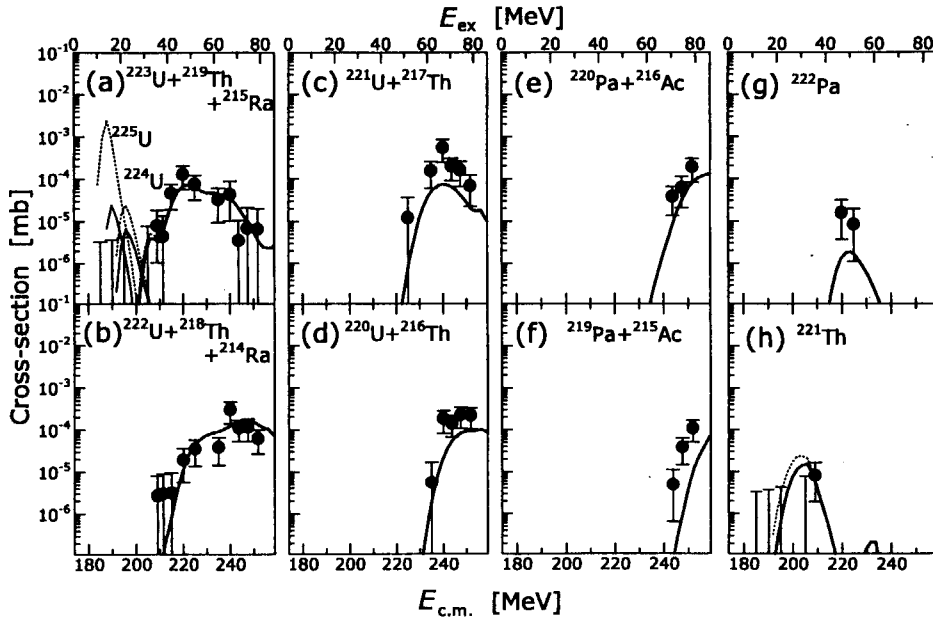 E_ex [MeV]
0 20 40 60 80 0 20 40 60 80 0 20 40 60 80 0 20 40 60 80
10^-1
10^-2
10^-3
10^-4
10^-5
10^-6
10^-1
10^-2
10^-3
10^-4
10^-5
10^-6
Cross-section [mb]
(a) ^223U+^219Th
+^215Ra
^225U
^224U
(b) ^222U+^218Th
+^214Ra
(c) ^221U+^217Th
(d) ^220U+^216Th
(e) ^220Pa+^216Ac
(f) ^219Pa+^215Ac
(g) ^222Pa
(h) ^221Th
180 200 220 240 180 200 220 240 180 200 220 240 180 200 220 240
E_c.m. [MeV]